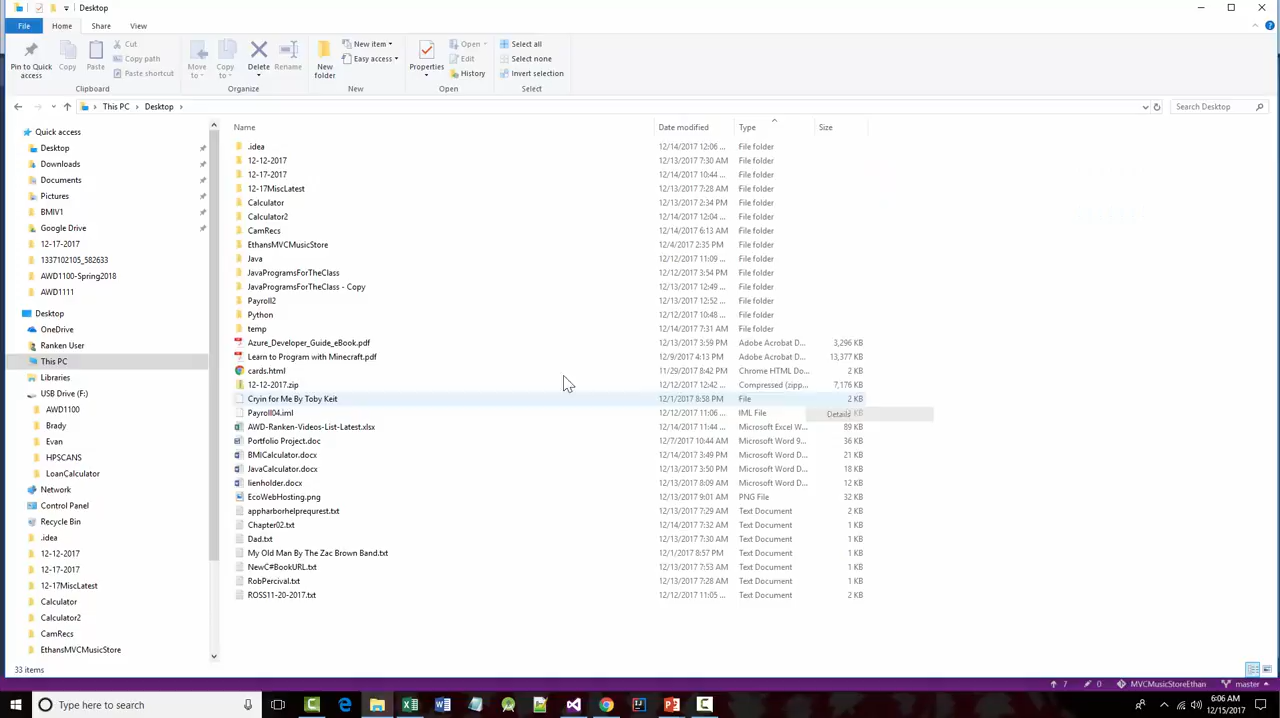 Desktop
File Home Share View
Pin to Quick access
Copy
Paste
Cut
Copy path
Paste shortcut
Clipboard
Move to
Copy to
Delete
Rename
Organize
New folder
New item
Easy access
New
Properties
Open
Edit
History
Open
Select all
Select none
Invert selection
Select
This PC > Desktop >
Search Desktop
Quick access
Desktop
Downloads
Documents
Pictures
BMIV1
Google Drive
12-17-2017
1337102105_582633
AWD1100-Spring2018
AWD1111
Desktop
OneDrive
Ranken User
This PC
Libraries
USB Drive (F:)
AWD1100
Brady
Evan
HPSCANS
LoanCalculator
Network
Control Panel
Recycle Bin
.idea
12-12-2017
12-17-2017
12-17MiscLatest
Calculator
Calculator2
CamRecs
EthansMVCMusicStore
Name Date modified Type Size
.idea 12/14/2017 12:06 ... File folder
12-12-2017 12/13/2017 7:30 AM File folder
12-17-2017 12/14/2017 10:44 ... File folder
12-17MiscLatest 12/13/2017 7:28 AM File folder
Calculator 12/13/2017 2:34 PM File folder
Calculator2 12/14/2017 12:04 ... File folder
CamRecs 12/14/2017 6:13 AM File folder
EthansMVCMusicStore 12/4/2017 2:35 PM File folder
Java 12/12/2017 11:09 ... File folder
JavaProgramsForTheClass 12/12/2017 3:54 PM File folder
JavaProgramsForTheClass - Copy 12/13/2017 12:49 ... File folder
Payroll2 12/13/2017 12:52 ... File folder
Python 12/12/2017 10:48 ... File folder
temp 12/14/2017 7:31 AM File folder
Azure_Developer_Guide_eBook.pdf 12/13/2017 3:59 PM Adobe Acrobat D... 3,296 KB
Learn to Program with Minecraft.pdf 12/9/2017 4:13 PM Adobe Acrobat D... 13,377 KB
cards.html 11/29/2017 8:42 PM Chrome HTML Do... 2 KB
12-12-2017.zip 12/12/2017 12:42 ... Compressed (zipp... 7,176 KB
Cryin for Me By Toby Keit 12/1/2017 8:58 PM File 2 KB
Payroll04.iml 12/12/2017 11:06 ... IML File KB
Details
AWD-Ranken-Videos-List-Latest.xlsx 12/14/2017 11:44 ... Microsoft Excel W... 89 KB
Portfolio Project.doc 12/7/2017 10:44 AM Microsoft Word 9... 36 KB
BMICalculator.docx 12/14/2017 3:49 PM Microsoft Word D... 21 KB
JavaCalculator.docx 12/13/2017 3:50 PM Microsoft Word D... 18 KB
lienholder.docx 12/13/2017 8:09 AM Microsoft Word D... 12 KB
EcoWebHosting.png 12/13/2017 9:01 AM PNG File 32 KB
appharborhelprequrest.txt 12/13/2017 7:29 AM Text Document 2 KB
Chapter02.txt 12/14/2017 7:32 AM Text Document 1 KB
Dad.txt 12/13/2017 7:30 AM Text Document 1 KB
My Old Man By The Zac Brown Band.txt 12/1/2017 8:57 PM Text Document 1 KB
NewC#BookURL.txt 12/13/2017 7:53 AM Text Document 1 KB
RobPercival.txt 12/13/2017 7:28 AM Text Document 1 KB
ROSS11-20-2017.txt 12/12/2017 11:05 ... Text Document 2 KB
33 items
7 0 MVCMusicStoreEthan master
Type here to search
6:06 AM
12/15/2017